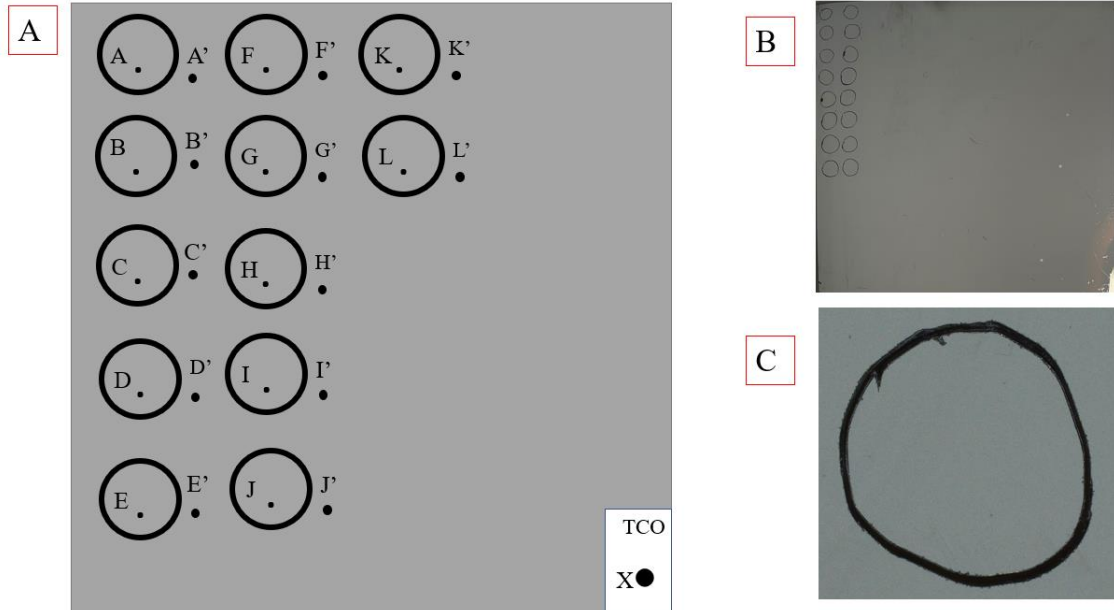 A
B
C
A A’ F F’ K K’
B B’ G G’ L L’
C C’ H H’
D D’ I I’
E E’ J J’
TCO
X